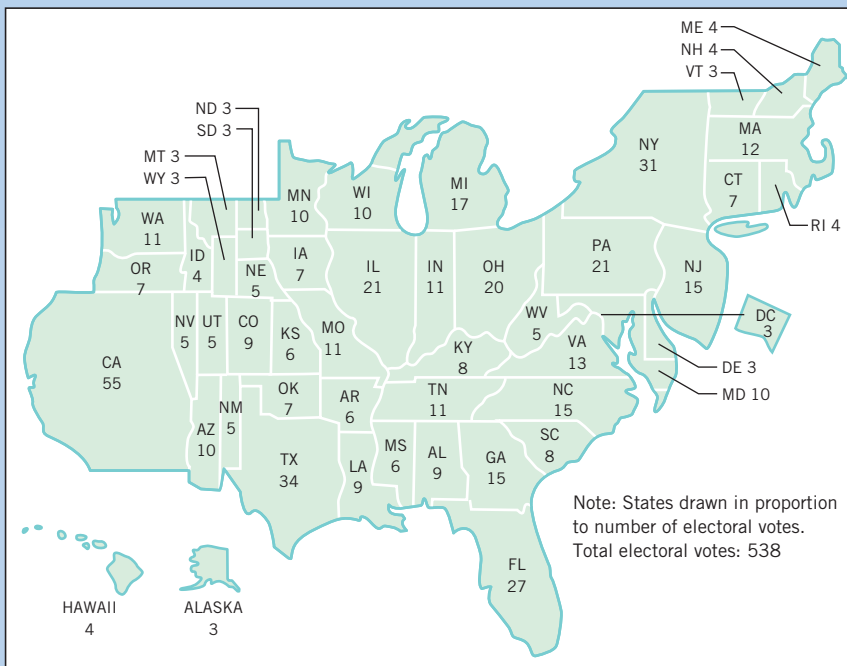 ME 4
NH 4
VT 3
ND 3
SD 3
MT 3
WY 3
NY
31
MA
12
CT
7
RI 4
WA
11
MN
10
WI
10
MI
17
OR
7
ID
4
NE
5
IA
7
IL
21
IN
11
OH
20
PA
21
NJ
15
DC
3
NV
5
UT
5
CO
9
KS
6
MO
11
KY
8
WV
5
VA
13
DE 3
MD 10
CA
55
AZ
10
NM
5
OK
7
AR
6
TN
11
NC
15
SC
8
TX
34
LA
9
MS
6
AL
9
GA
15
FL
27
Note: States drawn in proportion
to number of electoral votes.
Total electoral votes: 538
HAWAII
4
ALASKA
3